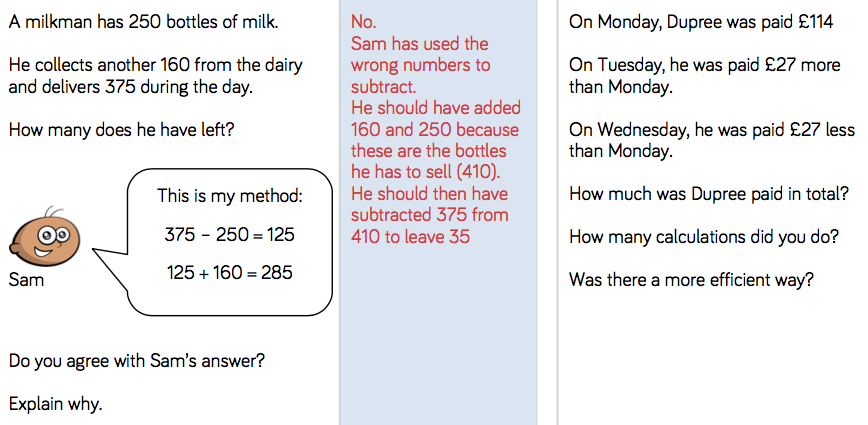 A milkman has 250 bottles of milk.
He collects another 160 from the dairy
and delivers 375 during the day.
How many does he have left?
This is my method:
375 – 250 = 125
125 + 160 = 285
Sam
Do you agree with Sam's answer?
Explain why.
No.
Sam has used the
wrong numbers to
subtract.
He should have added
160 and 250 because
these are the bottles
he has to sell (410).
He should then have
subtracted 375 from
410 to leave 35
On Monday, Dupree was paid £114
On Tuesday, he was paid £27 more
than Monday.
On Wednesday, he was paid £27 less
than Monday.
How much was Dupree paid in total?
How many calculations did you do?
Was there a more efficient way?